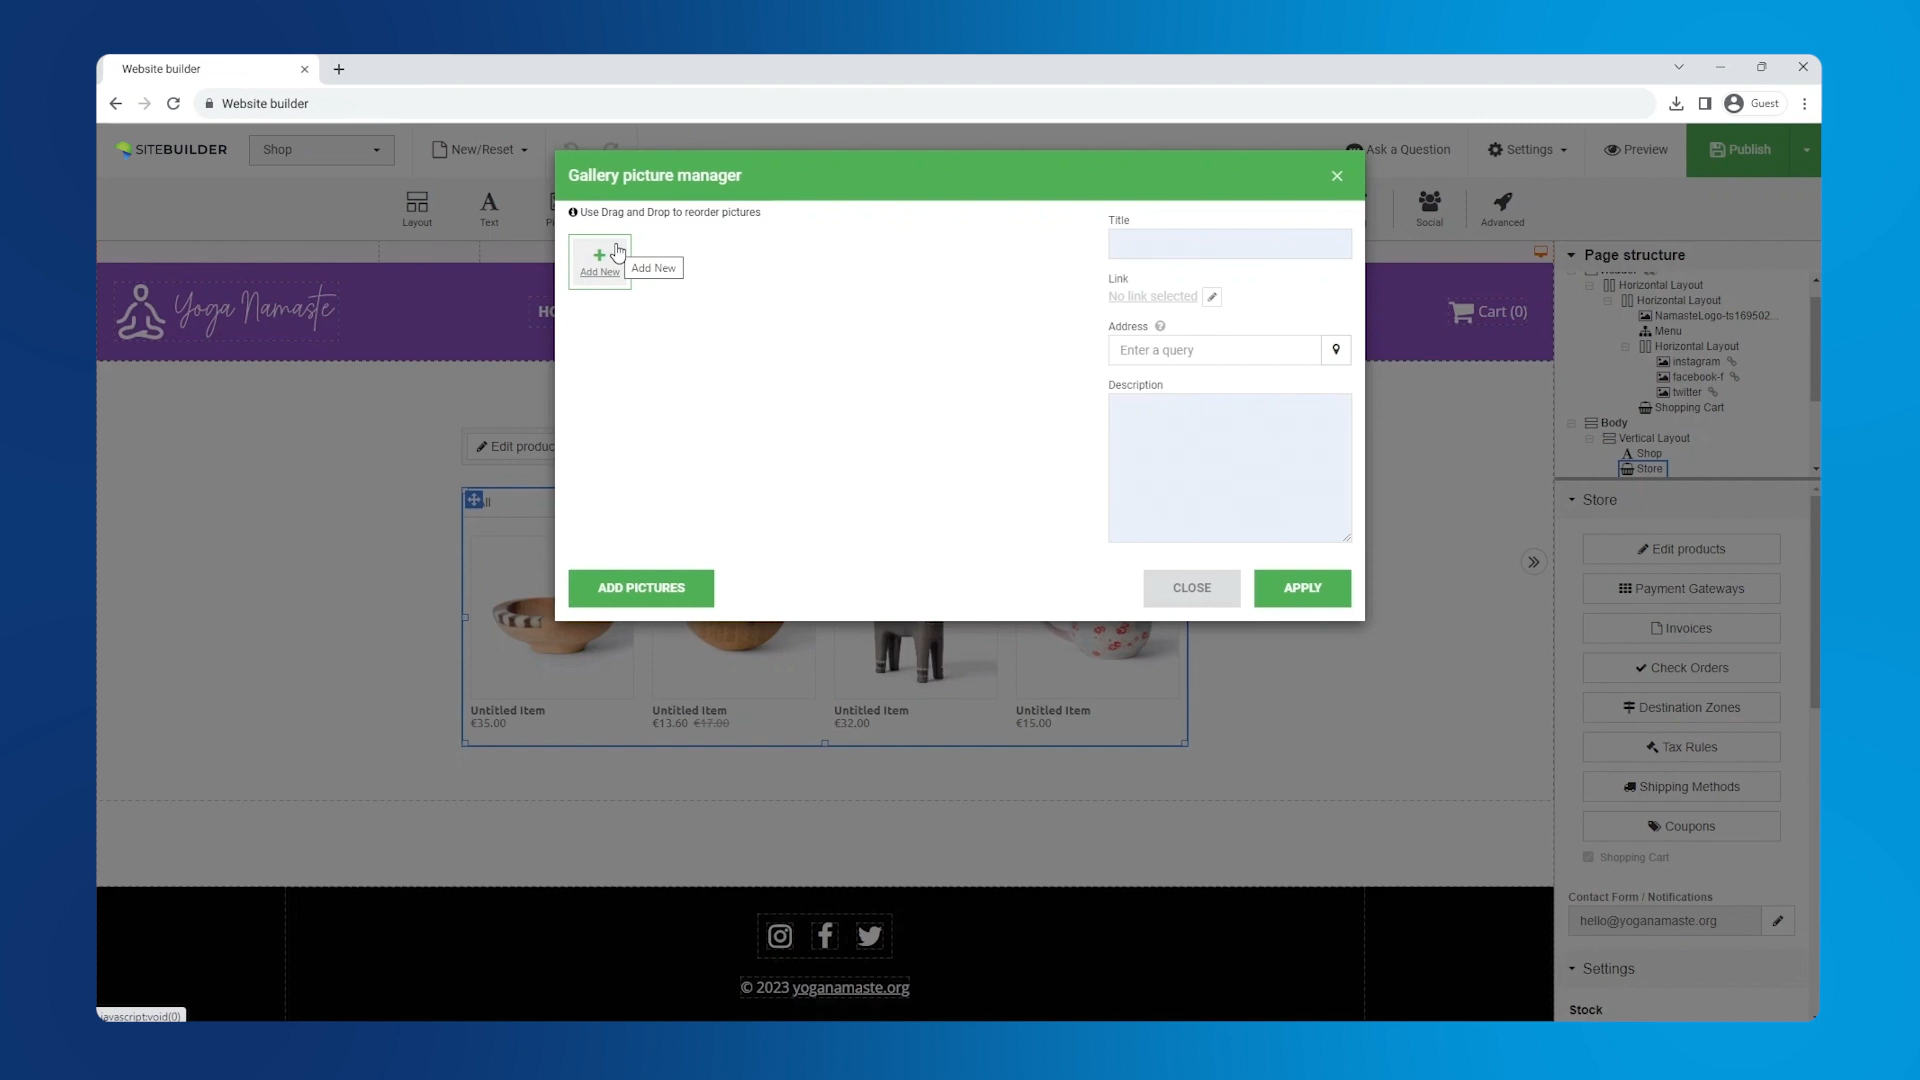 Website builder
Website builder
Guest
SITEBUILDER
Shop
New/Reset
Ask a Question
Settings
Preview
Publish
Layout
Text
Social
Advanced
Gallery picture manager
Use Drag and Drop to reorder pictures
Add New
Add New
Title
Link
No link selected
Address
Enter a query
Description
ADD PICTURES
CLOSE
APPLY
Yoga Namaste
Cart (0)
Untitled Item
€35.00
Untitled Item
€13.60 €17.00
Untitled Item
€32.00
Untitled Item
€15.00
© 2023 yoganamaste.org
javascript:void(0)
Page structure
Horizontal Layout
Horizontal Layout
NamasteLogo-ts169502...
Menu
Horizontal Layout
instagram
facebook-f
twitter
Shopping Cart
Body
Vertical Layout
Shop
Store
Store
Edit products
Payment Gateways
Invoices
Check Orders
Destination Zones
Tax Rules
Shipping Methods
Coupons
Shopping Cart
Contact Form / Notifications
hello@yoganamaste.org
Settings
Stock